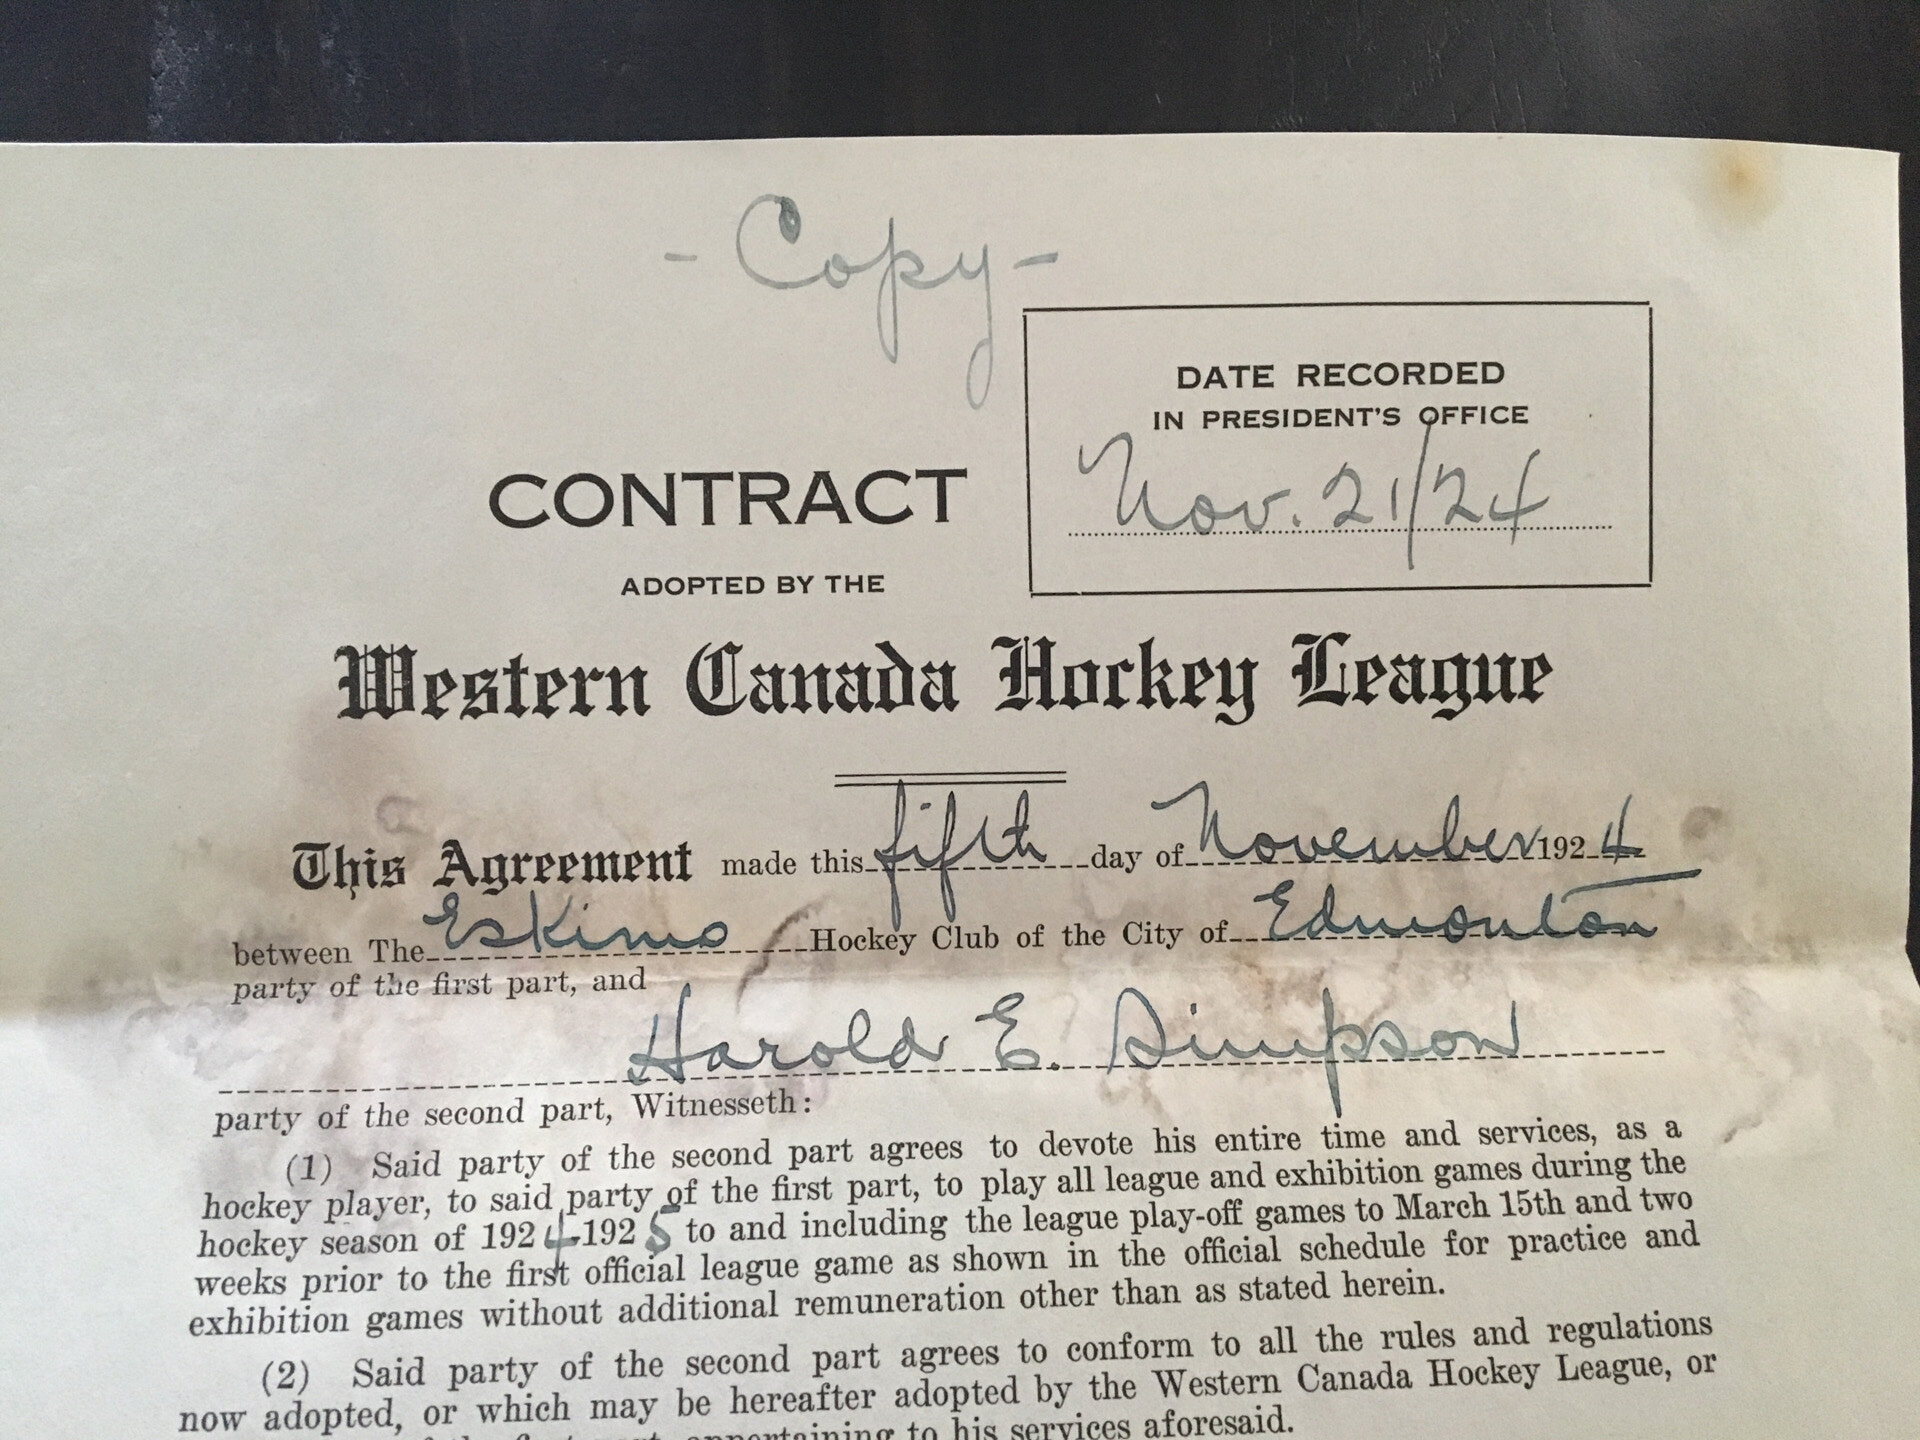 - Copy -
DATE RECORDED
IN PRESIDENT'S OFFICE
Nov. 21/24
CONTRACT
ADOPTED BY THE
Western Canada Hockey League
This Agreement made this fifth day of November 1924
between The Eskimo Hockey Club of the City of Edmonton
party of the first part, and
Harold E. Simpson
party of the second part, Witnesseth:
(1) Said party of the second part agrees to devote his entire time and services, as a
hockey player, to said party of the first part, to play all league and exhibition games during the
hockey season of 1924-1925 to and including the league play-off games to March 15th and two
weeks prior to the first official league game as shown in the official schedule for practice and
exhibition games without additional remuneration other than as stated herein.
(2) Said party of the second part agrees to conform to all the rules and regulations
now adopted, or which may be hereafter adopted by the Western Canada Hockey League, or
the first part, appertaining to his services aforesaid.